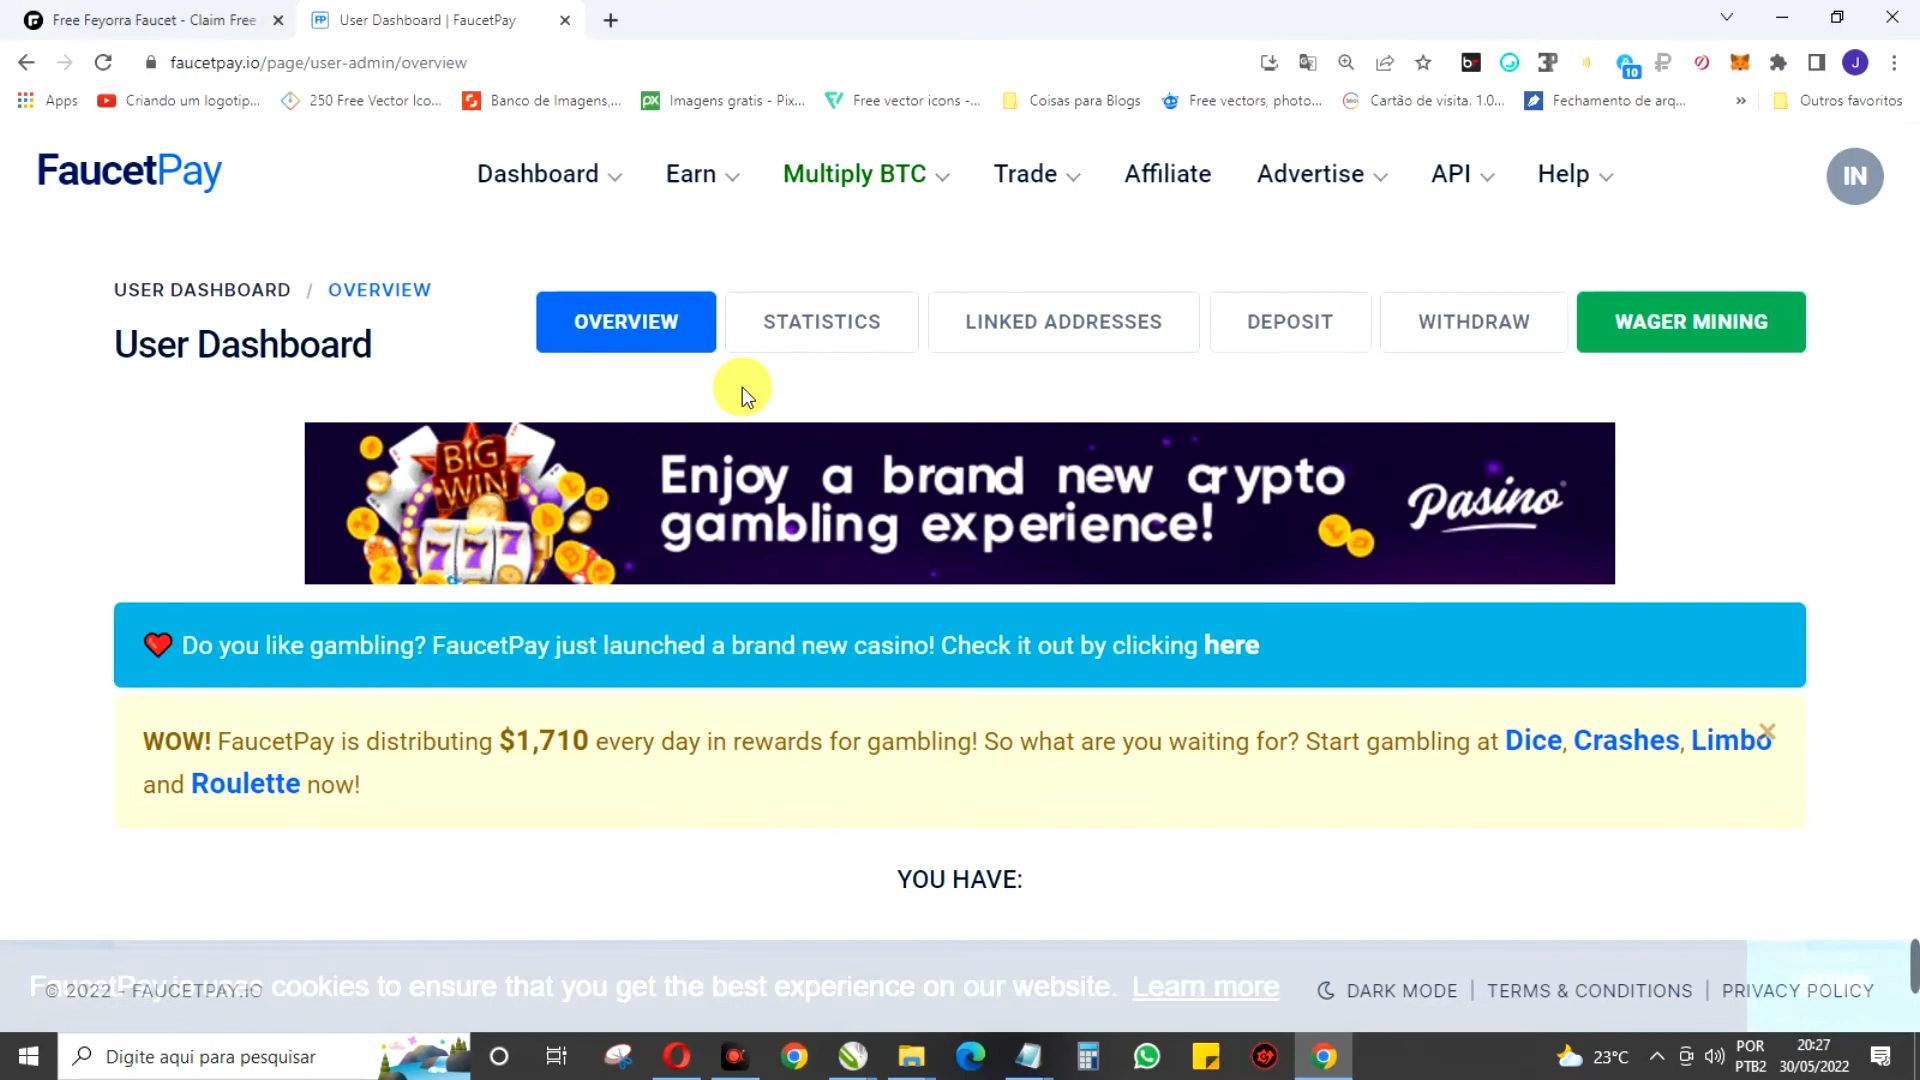 Free Feyorra Faucet - Claim Free
User Dashboard | FaucetPay
faucetpay.io/page/user-admin/overview
10
J
Apps
Criando um logotip...
250 Free Vector Ico...
Banco de Imagens,...
Imagens gratis - Pix...
Free vector icons -...
Coisas para Blogs
Free vectors, photo...
Cartão de visita. 1.0...
Fechamento de arq...
»
Outros favoritos
FaucetPay
Dashboard
Earn
Multiply BTC
Trade
Affiliate
Advertise
API
Help
IN
USER DASHBOARD / OVERVIEW
User Dashboard
OVERVIEW
STATISTICS
LINKED ADDRESSES
DEPOSIT
WITHDRAW
WAGER MINING
BIG
WIN
777
Enjoy a brand new crypto
gambling experience!
Pasino
Do you like gambling? FaucetPay just launched a brand new casino! Check it out by clicking here
WOW! FaucetPay is distributing $1,710 every day in rewards for gambling! So what are you waiting for? Start gambling at Dice, Crashes, Limbo
and Roulette now!
YOU HAVE:
cookies to ensure that you get the best experience on our website. Learn more
© 2022 - FAUCETPAY.IO
DARK MODE | TERMS & CONDITIONS | PRIVACY POLICY
Digite aqui para pesquisar
23°C
POR
PTB2
20:27
30/05/2022